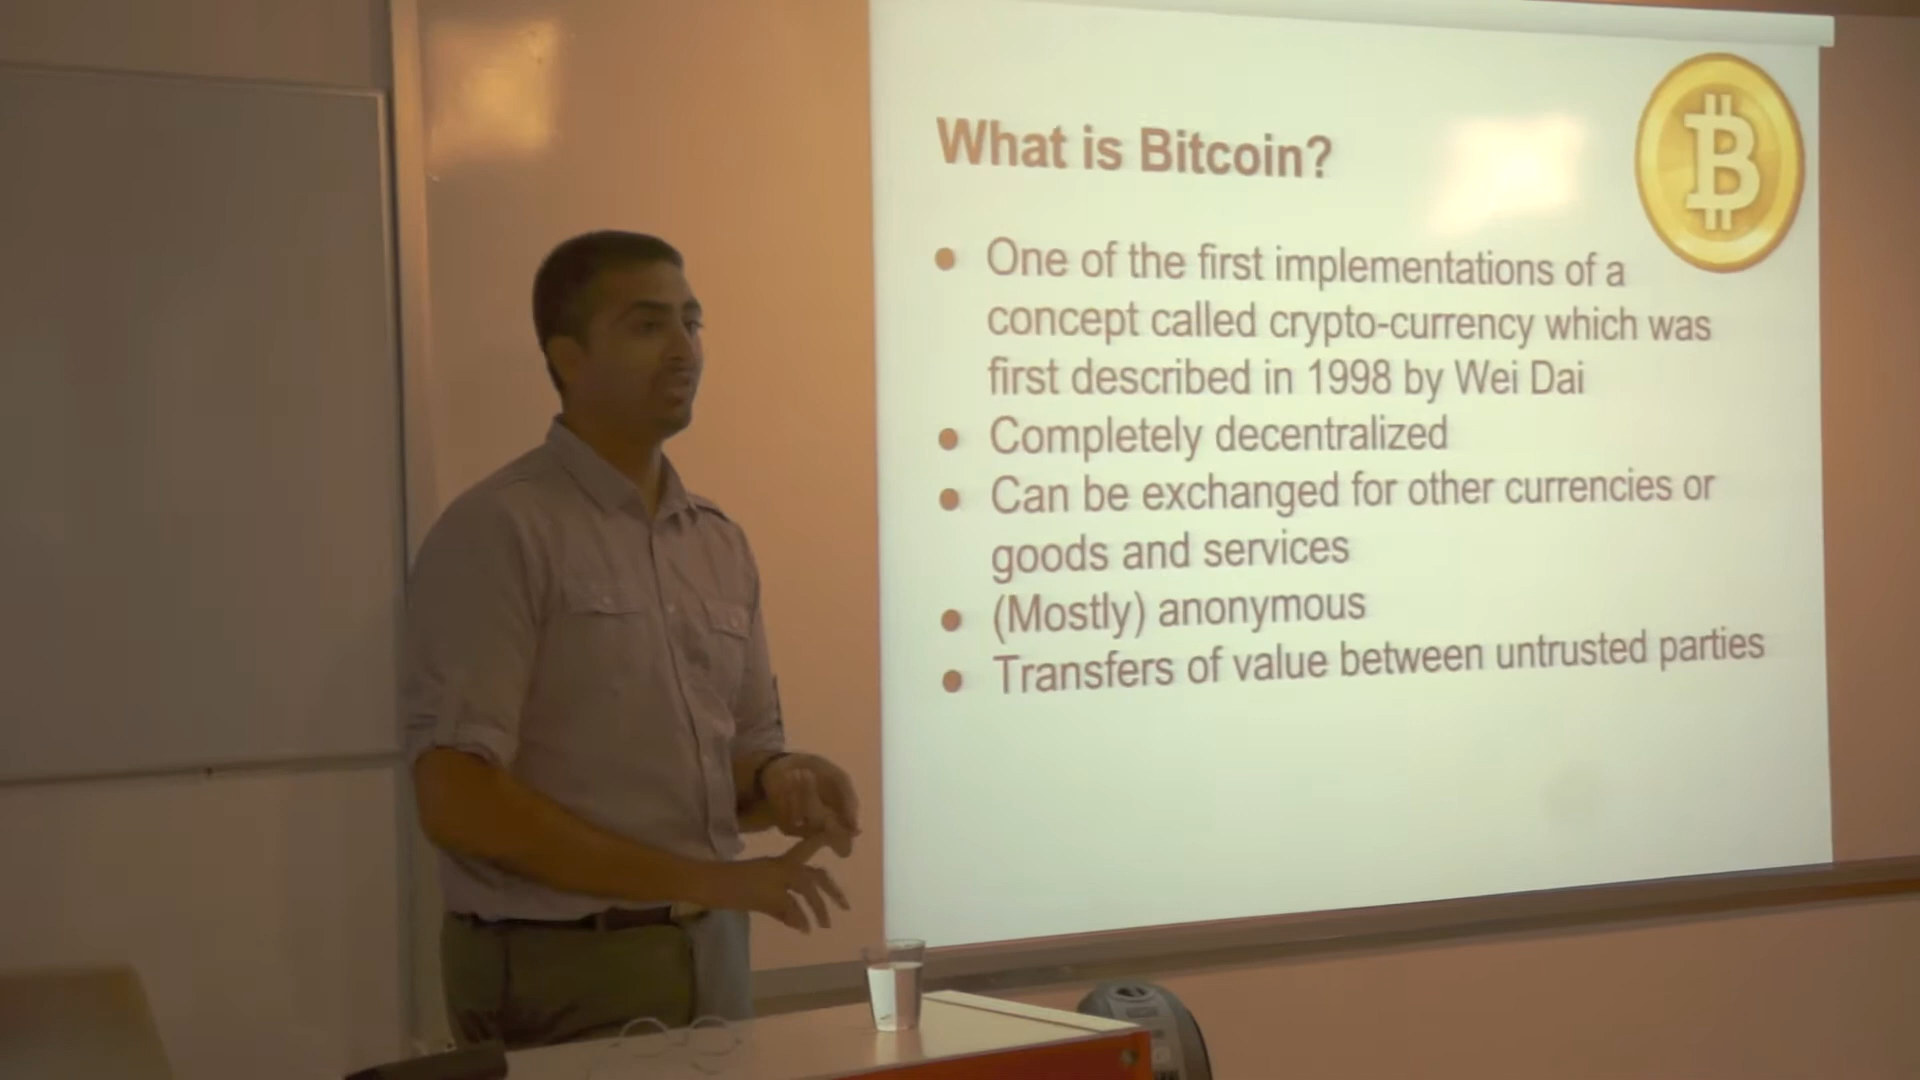 What is Bitcoin?
● One of the first implementations of a
concept called crypto-currency which was
first described in 1998 by Wei Dai
● Completely decentralized
● Can be exchanged for other currencies or
goods and services
● (Mostly) anonymous
● Transfers of value between untrusted parties